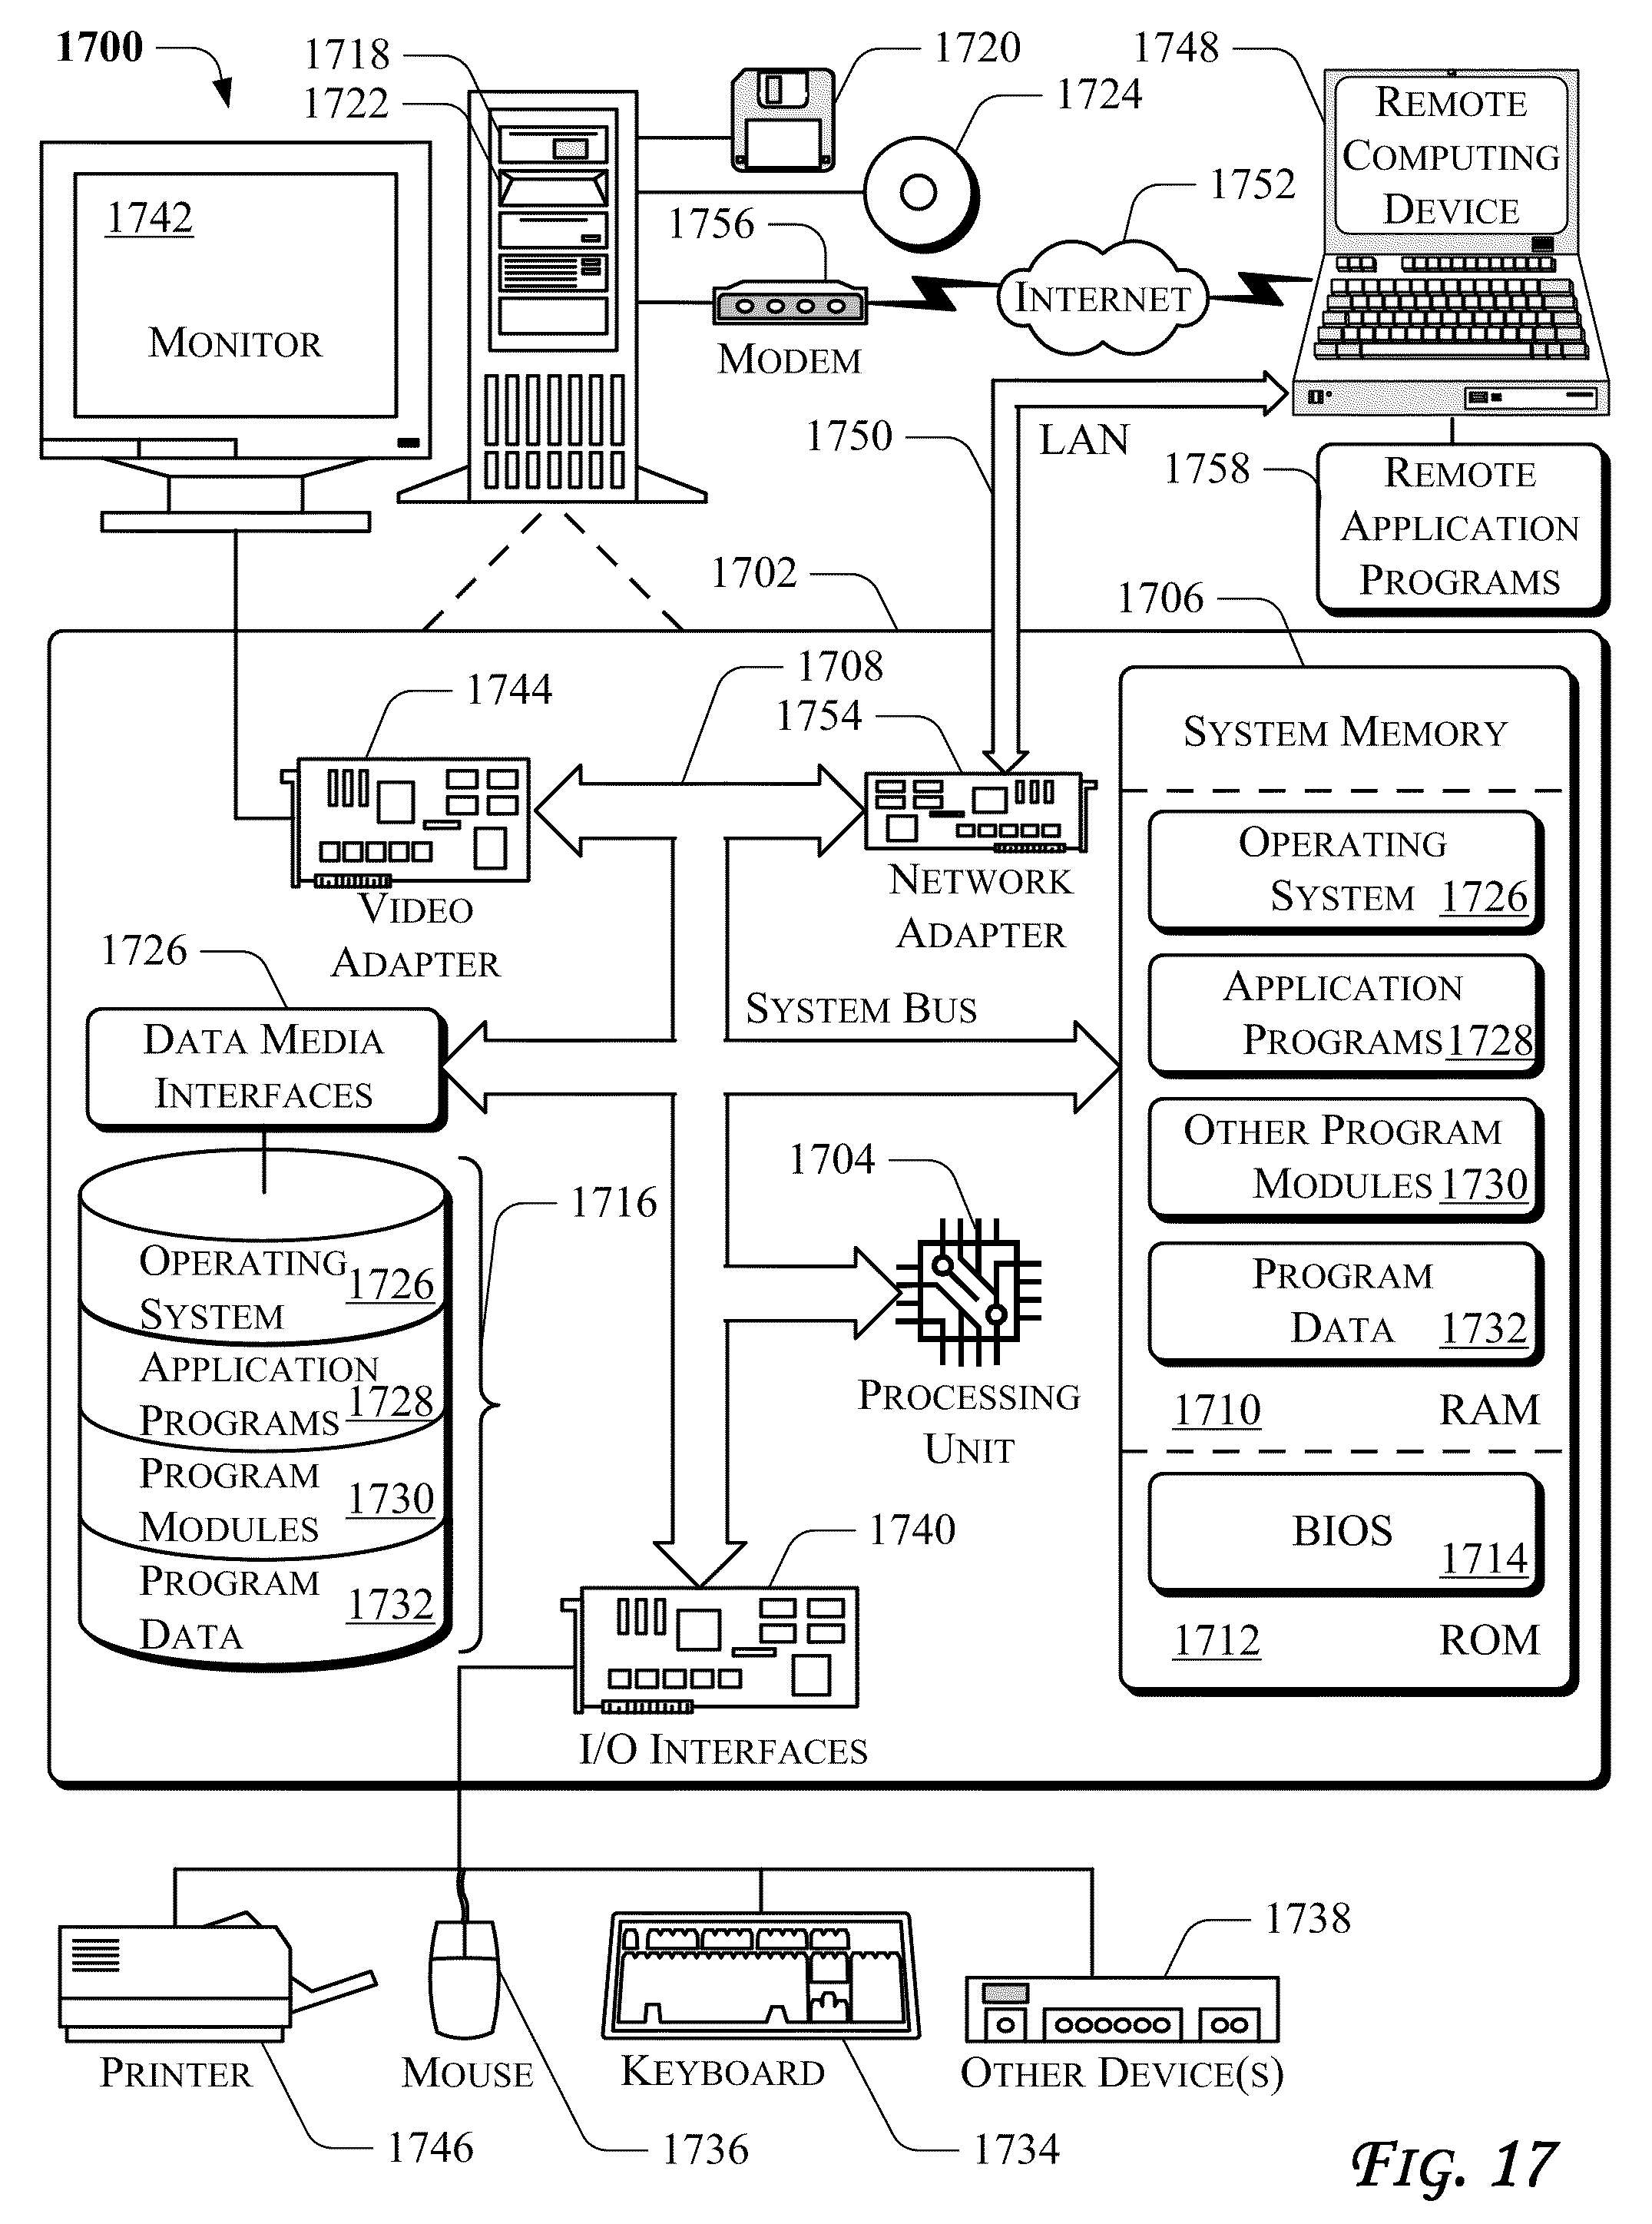 1700
1718
1722
1720
1724
1748
REMOTE
COMPUTING
DEVICE
1742
MONITOR
1756
MODEM
1752
INTERNET
1750
LAN
1758
REMOTE
APPLICATION
PROGRAMS
1702
1706
1708
1744
1754
VIDEO
ADAPTER
NETWORK
ADAPTER
SYSTEM MEMORY
OPERATING
SYSTEM 1726
APPLICATION
PROGRAMS 1728
OTHER PROGRAM
MODULES 1730
PROGRAM
DATA 1732
1710 RAM
BIOS
1714
1712 ROM
1726
DATA MEDIA
INTERFACES
SYSTEM BUS
1704
PROCESSING
UNIT
1716
OPERATING
SYSTEM 1726
APPLICATION
PROGRAMS 1728
PROGRAM
MODULES 1730
PROGRAM
DATA 1732
1740
I/O INTERFACES
1738
PRINTER
MOUSE
KEYBOARD
OTHER DEVICE(S)
1746
1736
1734
FIG. 17